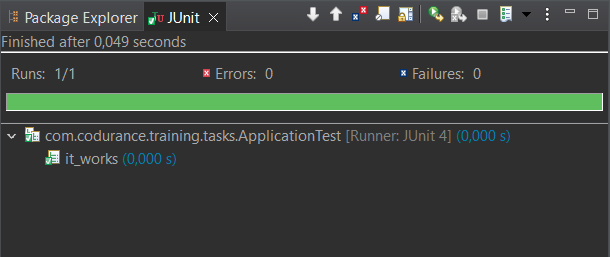 Package Explorer JUnit
Finished after 0,049 seconds
Runs: 1/1 Errors: 0 Failures: 0
com.codurance.training.tasks.ApplicationTest [Runner: JUnit 4] (0,000 s)
it_works (0,000 s)